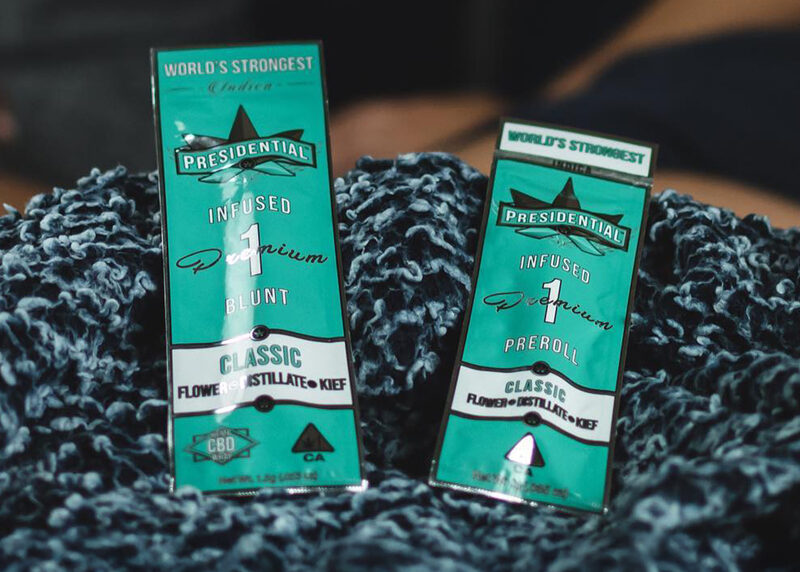 WORLD'S STRONGEST
Indica
PRESIDENTIAL
INFUSED
1
Premium
BLUNT
CLASSIC
FLOWER • DISTILLATE • KIEF
CBD
CA
WORLD'S STRONGEST
INDICA
PRESIDENTIAL
INFUSED
1
Premium
PREROLL
CLASSIC
FLOWER • DISTILLATE • KIEF